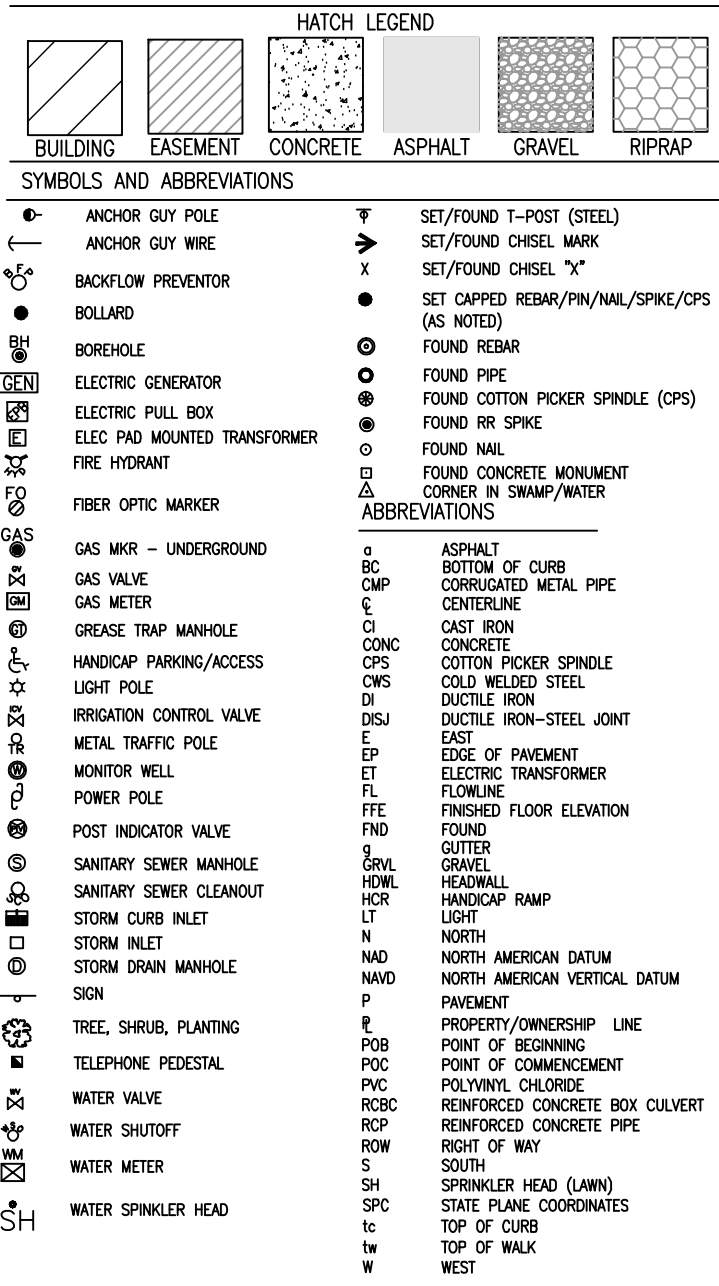 HATCH LEGEND
BUILDING EASEMENT CONCRETE ASPHALT GRAVEL RIPRAP
SYMBOLS AND ABBREVIATIONS
ANCHOR GUY POLE
ANCHOR GUY WIRE
BFP BACKFLOW PREVENTOR
BOLLARD
BH BOREHOLE
GEN ELECTRIC GENERATOR
ELECTRIC PULL BOX
E ELEC PAD MOUNTED TRANSFORMER
FIRE HYDRANT
FO FIBER OPTIC MARKER
GAS GAS MKR - UNDERGROUND
GV GAS VALVE
GM GAS METER
GT GREASE TRAP MANHOLE
HANDICAP PARKING/ACCESS
LIGHT POLE
ICV IRRIGATION CONTROL VALVE
TR METAL TRAFFIC POLE
W MONITOR WELL
POWER POLE
PIV POST INDICATOR VALVE
S SANITARY SEWER MANHOLE
SANITARY SEWER CLEANOUT
STORM CURB INLET
STORM INLET
D STORM DRAIN MANHOLE
SIGN
TREE, SHRUB, PLANTING
TELEPHONE PEDESTAL
WV WATER VALVE
WATER SHUTOFF
WM WATER METER
SH WATER SPINKLER HEAD
SET/FOUND T-POST (STEEL)
SET/FOUND CHISEL MARK
X SET/FOUND CHISEL "X"
SET CAPPED REBAR/PIN/NAIL/SPIKE/CPS
(AS NOTED)
FOUND REBAR
FOUND PIPE
FOUND COTTON PICKER SPINDLE (CPS)
FOUND RR SPIKE
FOUND NAIL
FOUND CONCRETE MONUMENT
CORNER IN SWAMP/WATER
ABBREVIATIONS
a ASPHALT
BC BOTTOM OF CURB
CMP CORRUGATED METAL PIPE
℄ CENTERLINE
CI CAST IRON
CONC CONCRETE
CPS COTTON PICKER SPINDLE
CWS COLD WELDED STEEL
DI DUCTILE IRON
DISJ DUCTILE IRON-STEEL JOINT
E EAST
EP EDGE OF PAVEMENT
ET ELECTRIC TRANSFORMER
FL FLOWLINE
FFE FINISHED FLOOR ELEVATION
FND FOUND
g GUTTER
GRVL GRAVEL
HDWL HEADWALL
HCR HANDICAP RAMP
LT LIGHT
N NORTH
NAD NORTH AMERICAN DATUM
NAVD NORTH AMERICAN VERTICAL DATUM
P PAVEMENT
⅊ PROPERTY/OWNERSHIP LINE
POB POINT OF BEGINNING
POC POINT OF COMMENCEMENT
PVC POLYVINYL CHLORIDE
RCBC REINFORCED CONCRETE BOX CULVERT
RCP REINFORCED CONCRETE PIPE
ROW RIGHT OF WAY
S SOUTH
SH SPRINKLER HEAD (LAWN)
SPC STATE PLANE COORDINATES
tc TOP OF CURB
tw TOP OF WALK
W WEST